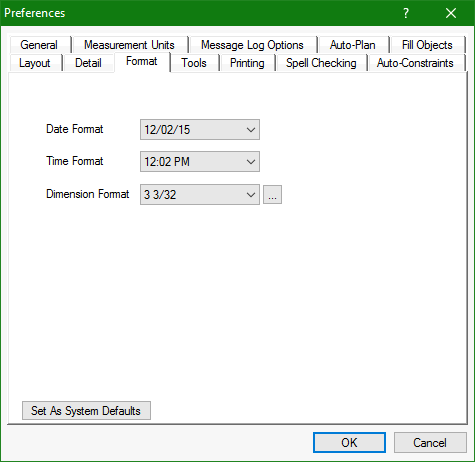 Preferences
? 
General Measurement Units Message Log Options Auto-Plan Fill Objects
Layout Detail Format Tools Printing Spell Checking Auto-Constraints
Date Format 12/02/15
Time Format 12:02 PM
Dimension Format 3 3/32 ...
Set As System Defaults
OK Cancel